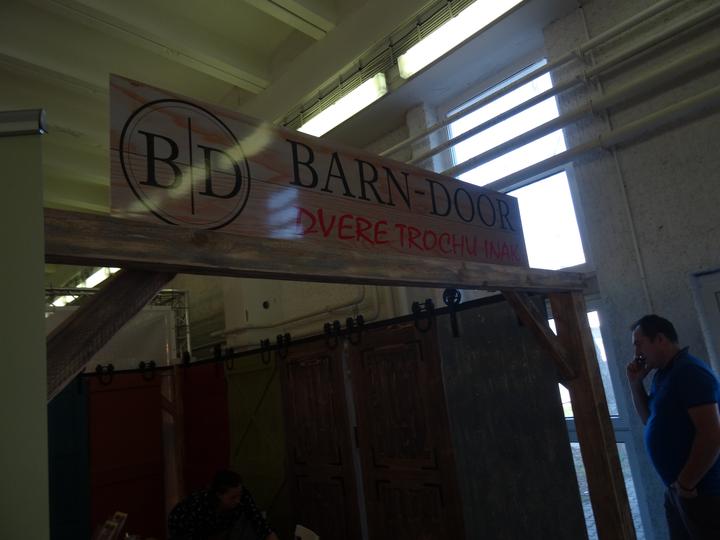 B|D
BARN-DOOR
DVERE TROCHU INAK